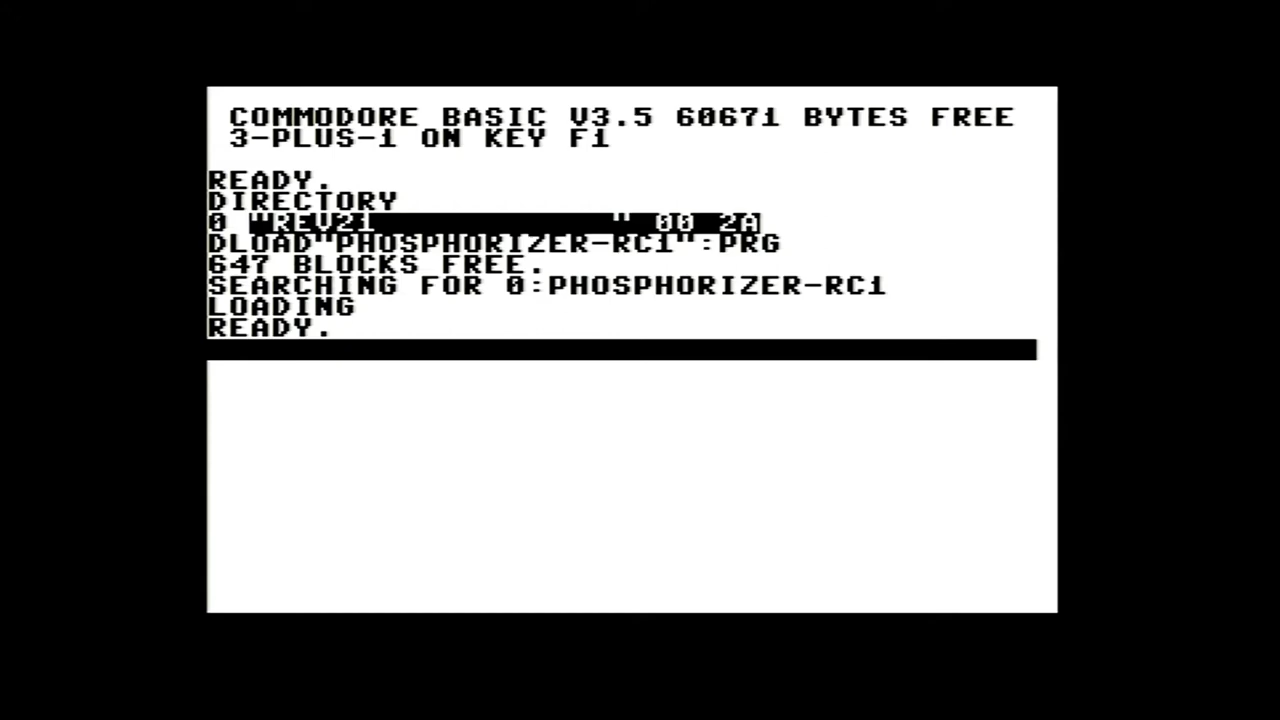 COMMODORE BASIC V3.5 60671 BYTES FREE
3-PLUS-1 ON KEY F1
READY.
DIRECTORY
0 "REV21            " 00 2A
DLOAD"PHOSPHORIZER-RC1":PRG
647 BLOCKS FREE.
SEARCHING FOR 0:PHOSPHORIZER-RC1
LOADING
READY.